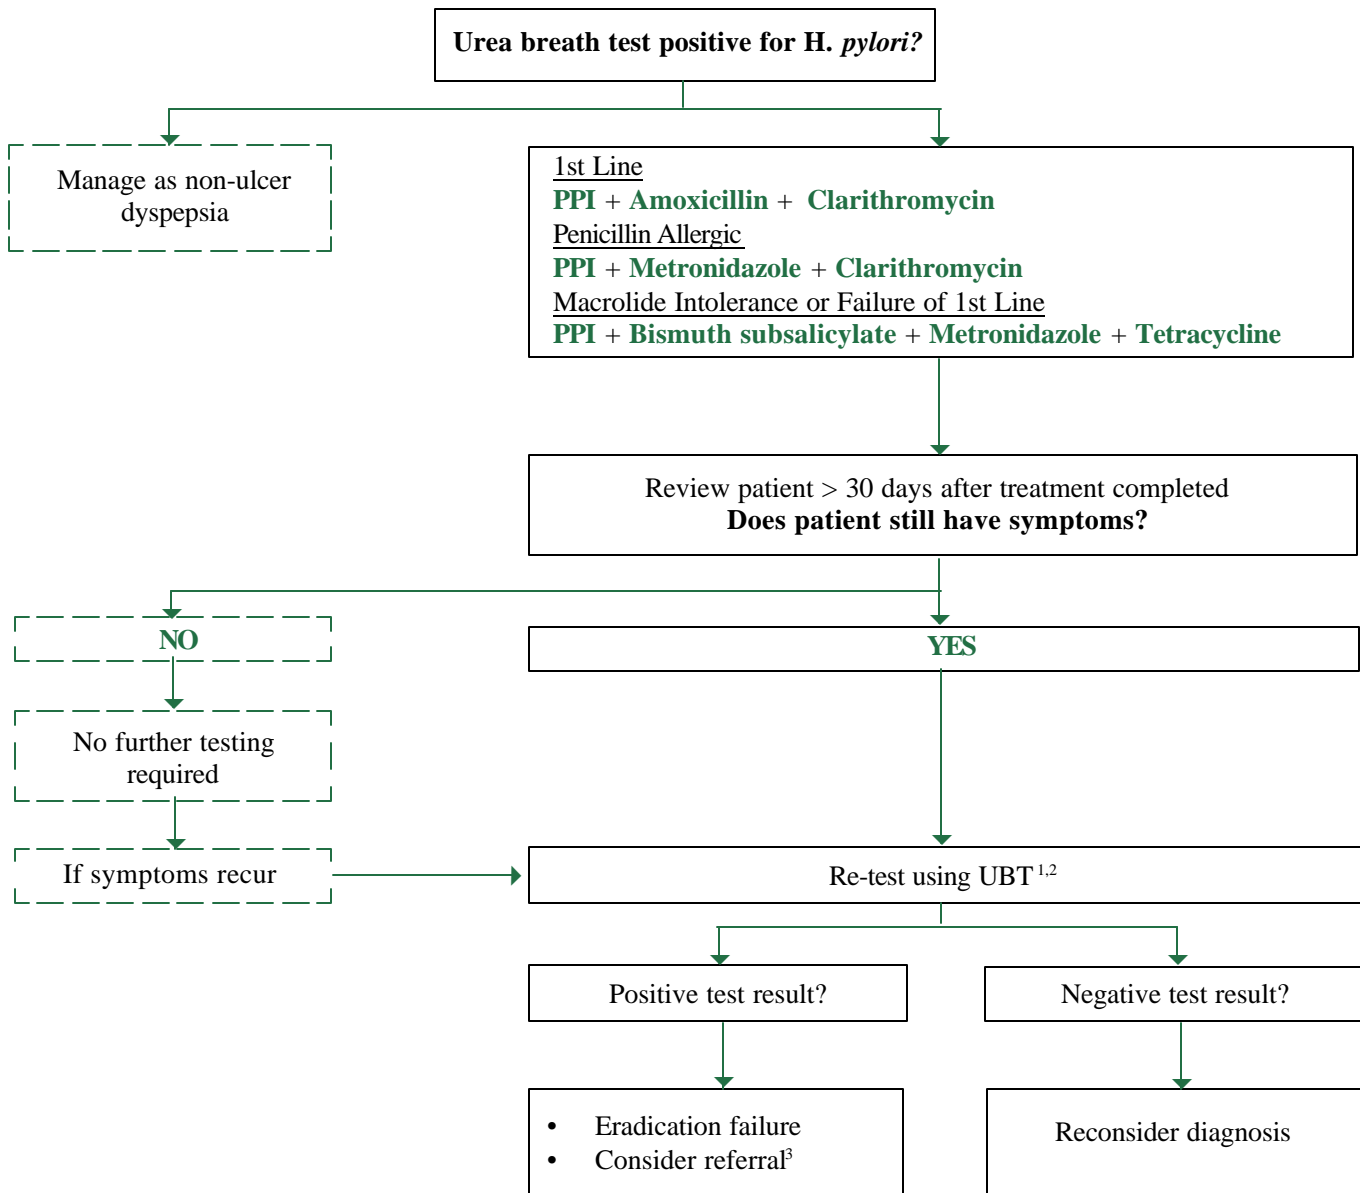 Urea breath test positive for H. pylori?
Manage as non-ulcer
dyspepsia
1st Line
PPI + Amoxicillin + Clarithromycin
Penicillin Allergic
PPI + Metronidazole + Clarithromycin
Macrolide Intolerance or Failure of 1st Line
PPI + Bismuth subsalicylate + Metronidazole + Tetracycline
Review patient > 30 days after treatment completed
Does patient still have symptoms?
NO
YES
No further testing
required
If symptoms recur
Re-test using UBT 1,2
Positive test result?
Negative test result?
• Eradication failure
• Consider referral3
Reconsider diagnosis